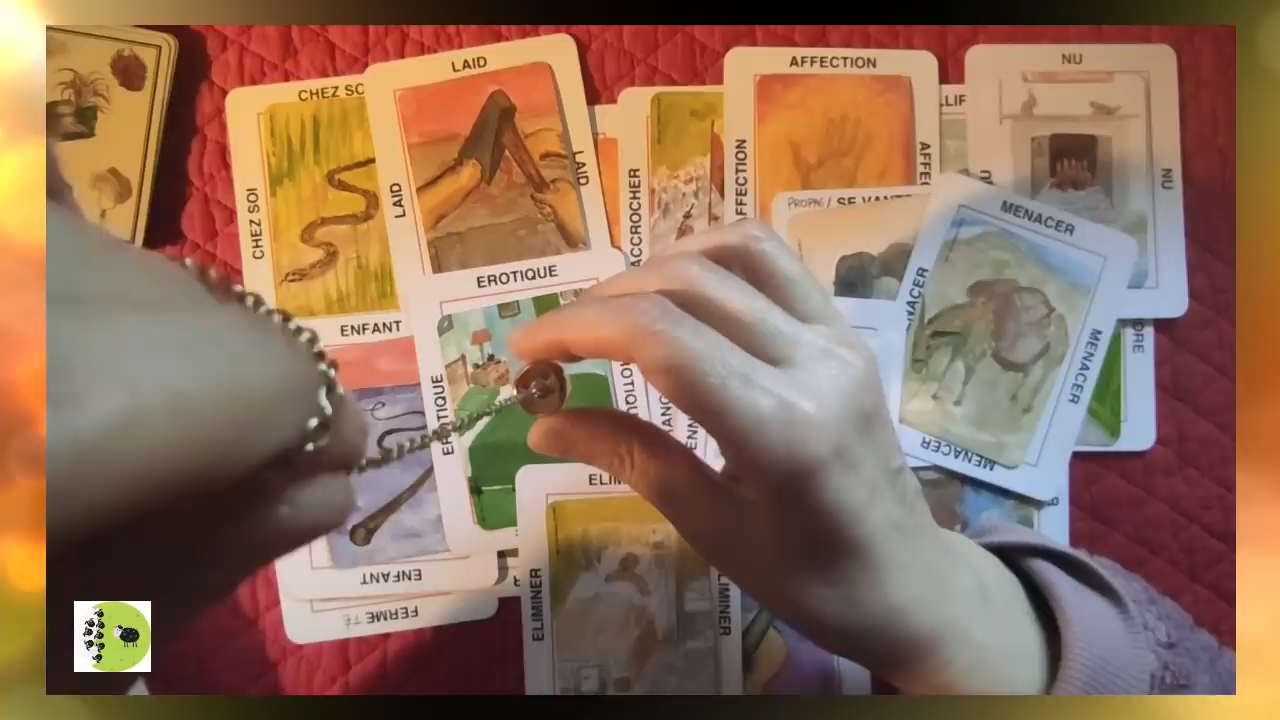 CHEZ SOI
CHEZ SOI
LAID
LAID
LAID
ACCROCHER
AFFECTION
AFFECTION
NU
NU
SE VANTER
MENACER
MENACER
MENACER
MENACER
EROTIQUE
EROTIQUE
ENFANT
ENFANT
FERME
ELIMINER
ELIMINER